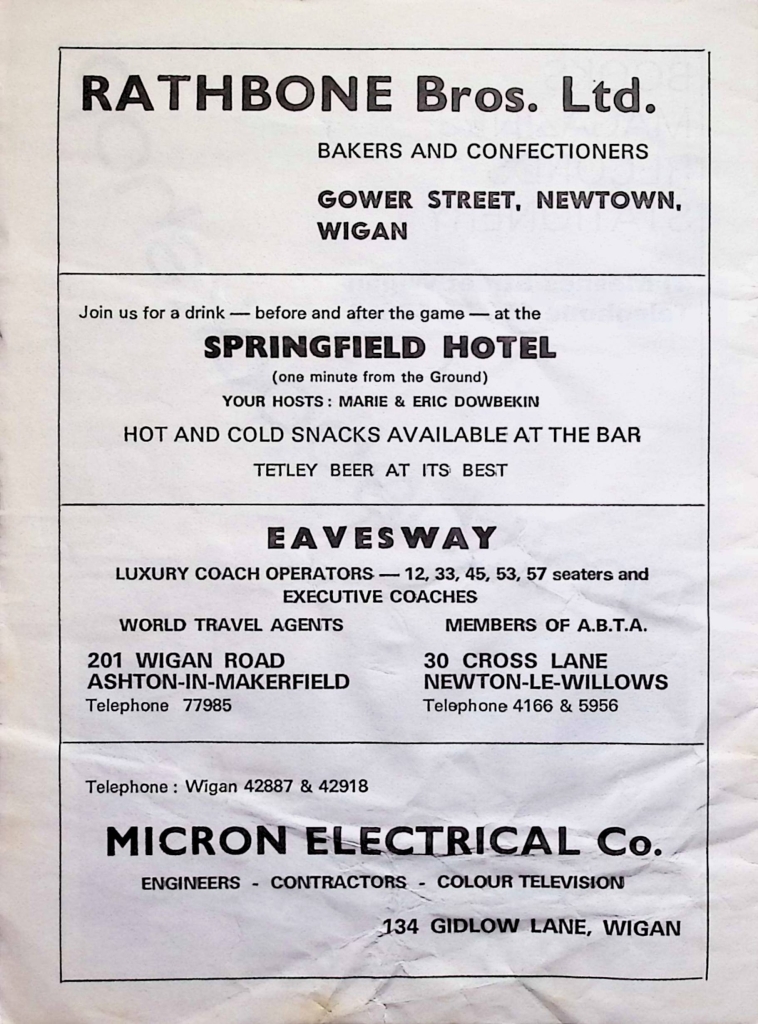 RATHBONE Bros. Ltd.
BAKERS AND CONFECTIONERS
GOWER STREET, NEWTOWN,
WIGAN
Join us for a drink — before and after the game — at the
SPRINGFIELD HOTEL
(one minute from the Ground)
YOUR HOSTS : MARIE & ERIC DOWBEKIN
HOT AND COLD SNACKS AVAILABLE AT THE BAR
TETLEY BEER AT ITS BEST
EAVESWAY
LUXURY COACH OPERATORS — 12, 33, 45, 53, 57 seaters and
EXECUTIVE COACHES
WORLD TRAVEL AGENTS
MEMBERS OF A.B.T.A.
201 WIGAN ROAD
ASHTON-IN-MAKERFIELD
Telephone 77985
30 CROSS LANE
NEWTON-LE-WILLOWS
Telephone 4166 & 5956
Telephone : Wigan 42887 & 42918
MICRON ELECTRICAL Co.
ENGINEERS - CONTRACTORS - COLOUR TELEVISION
134 GIDLOW LANE, WIGAN